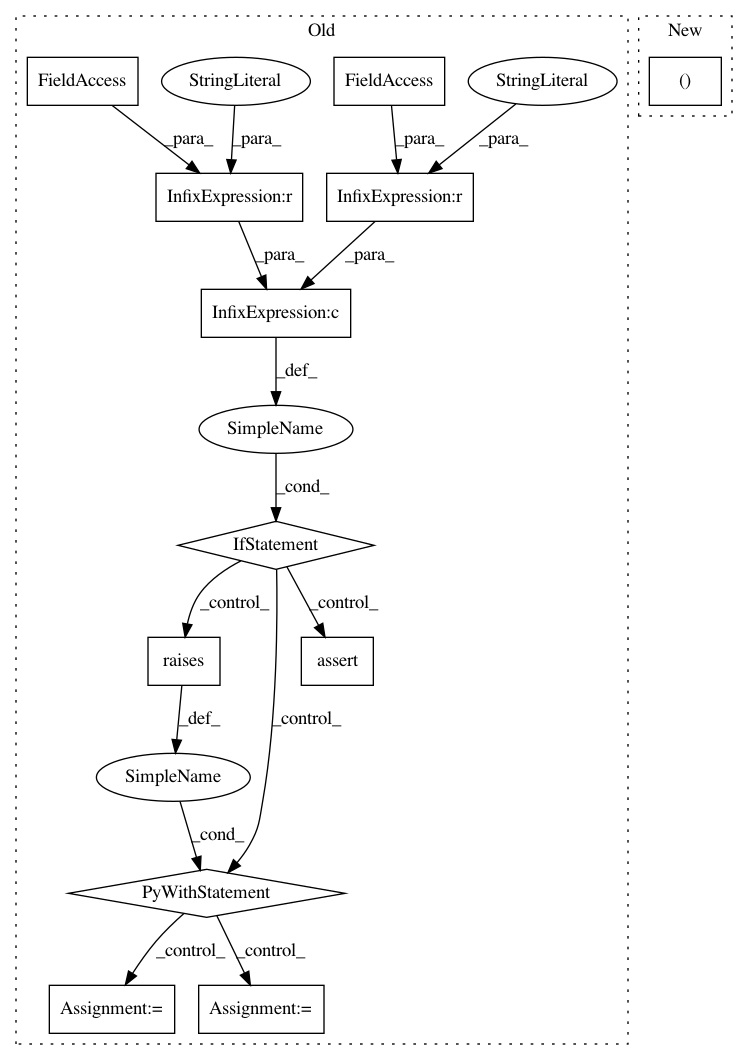 Old
New
FieldAccess
StringLiteral
FieldAccess
StringLiteral
()
_para_
_para_
_para_
_para_
InfixExpression:r
InfixExpression:r
_para_
_para_
InfixExpression:c
_def_
SimpleName
_cond_
IfStatement
_control_
_control_
raises
assert
_def_
_control_
SimpleName
_cond_
PyWithStatement
_control_
_control_
Assignment:=
Assignment:=